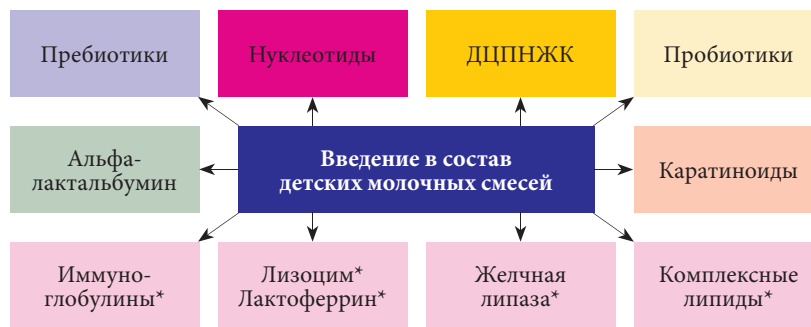 Пребиотики
Нуклеотиды
ДЦПНЖК
Пробиотики
Альфа-
лактальбумин
Введение в состав
детских молочных смесей
Каратиноиды
Иммуно-
глобулины*
Лизоцим*
Лактоферрин*
Желчная
липаза*
Комплексные
липиды*